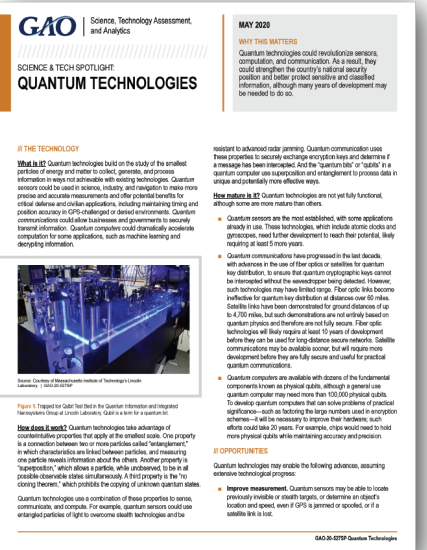 GAO
Science, Technology Assessment,
and Analytics
SCIENCE & TECH SPOTLIGHT:
QUANTUM TECHNOLOGIES
MAY 2020
WHY THIS MATTERS
Quantum technologies could revolutionize sensors,
computation, and communication. As a result, they
could strengthen the country's national security
position and better protect sensitive and classified
information, although many years of development may
be needed to do so.
/// THE TECHNOLOGY
What is it? Quantum technologies build on the study of the smallest
particles of energy and matter to collect, generate, and process
information in ways not achievable with existing technologies. Quantum
sensors could be used in science, industry, and navigation to make more
precise and accurate measurements and offer potential benefits for
critical defense and civilian applications, including maintaining timing and
position accuracy in GPS-challenged or denied environments. Quantum
communications could allow businesses and governments to securely
transmit information. Quantum computers could dramatically accelerate
computation for some applications, such as machine learning and
decrypting information.
Source: Courtesy of Massachusetts Institute of Technology's Lincoln
Laboratory. | GAO-20-527SP
Figure 1. Trapped Ion Qubit Test Bed in the Quantum Information and Integrated
Nanosystems Group at Lincoln Laboratory. Qubit is a term for a quantum bit.
How does it work? Quantum technologies take advantage of
counterintuitive properties that apply at the smallest scale. One property
is a connection between two or more particles called "entanglement,"
in which characteristics are linked between particles, and measuring
one particle reveals information about the others. Another property is
"superposition," which allows a particle, while unobserved, to be in all
possible observable states simultaneously. A third property is the "no
cloning theorem," which prohibits the copying of unknown quantum states.
Quantum technologies use a combination of these properties to sense,
communicate, and compute. For example, quantum sensors could use
entangled particles of light to overcome stealth technologies and be
resistant to advanced radar jamming. Quantum communication uses
these properties to securely exchange encryption keys and determine if
a message has been intercepted. And the "quantum bits" or "qubits" in a
quantum computer use superposition and entanglement to process data in
unique and potentially more effective ways.
How mature is it? Quantum technologies are not yet fully functional,
although some are more mature than others.
■ Quantum sensors are the most established, with some applications
already in use. These technologies, which include atomic clocks and
gyroscopes, need further development to reach their potential, likely
requiring at least 5 more years.
■ Quantum communications have progressed in the last decade,
with advances in the use of fiber optics or satellites for quantum
key distribution, to ensure that quantum cryptographic keys cannot
be intercepted without the eavesdropper being detected. However,
such technologies may have limited range. Fiber optic links become
ineffective for quantum key distribution at distances over 60 miles.
Satellite links have been demonstrated for ground distances of up
to 4,700 miles, but such demonstrations are not entirely based on
quantum physics and therefore are not fully secure. Fiber optic
technologies will likely require at least 10 years of development
before they can be used for long-distance secure networks. Satellite
communications may be available sooner, but will require more
development before they are fully secure and useful for practical
quantum communications.
■ Quantum computers are available with dozens of the fundamental
components known as physical qubits, although a general use
quantum computer may need more than 100,000 physical qubits.
To develop quantum computers that can solve problems of practical
significance—such as factoring the large numbers used in encryption
schemes—it will be necessary to improve their hardware; such
efforts could take 20 years. For example, chips would need to hold
more physical qubits while maintaining accuracy and precision.
/// OPPORTUNITIES
Quantum technologies may enable the following advances, assuming
extensive technological progress:
■ Improve measurement. Quantum sensors may be able to locate
previously invisible or stealth targets, or determine an object's
location and speed, even if GPS is jammed or spoofed, or if a
satellite link is lost.
GAO-20-527SP Quantum Technologies